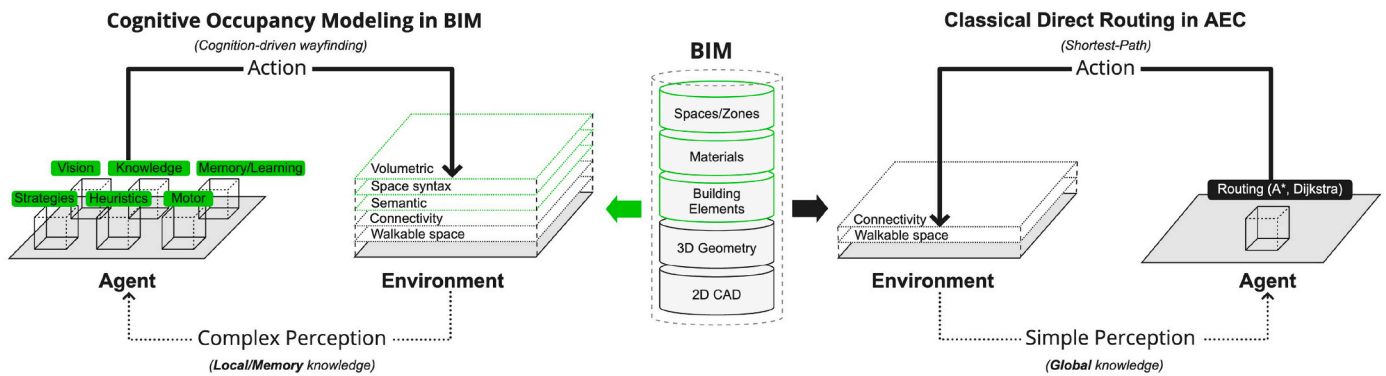 Cognitive Occupancy Modeling in BIM
(Cognition-driven wayfinding)
Action
Vision
Knowledge
Memory/Learning
Strategies
Heuristics
Motor
Agent
Volumetric
Space syntax
Semantic
Connectivity
Walkable space
Environment
Complex Perception
(Local/Memory knowledge)
BIM
Spaces/Zones
Materials
Building
Elements
3D Geometry
2D CAD
Classical Direct Routing in AEC
(Shortest-Path)
Action
Connectivity
Walkable space
Environment
Routing (A*, Dijkstra)
Agent
Simple Perception
(Global knowledge)